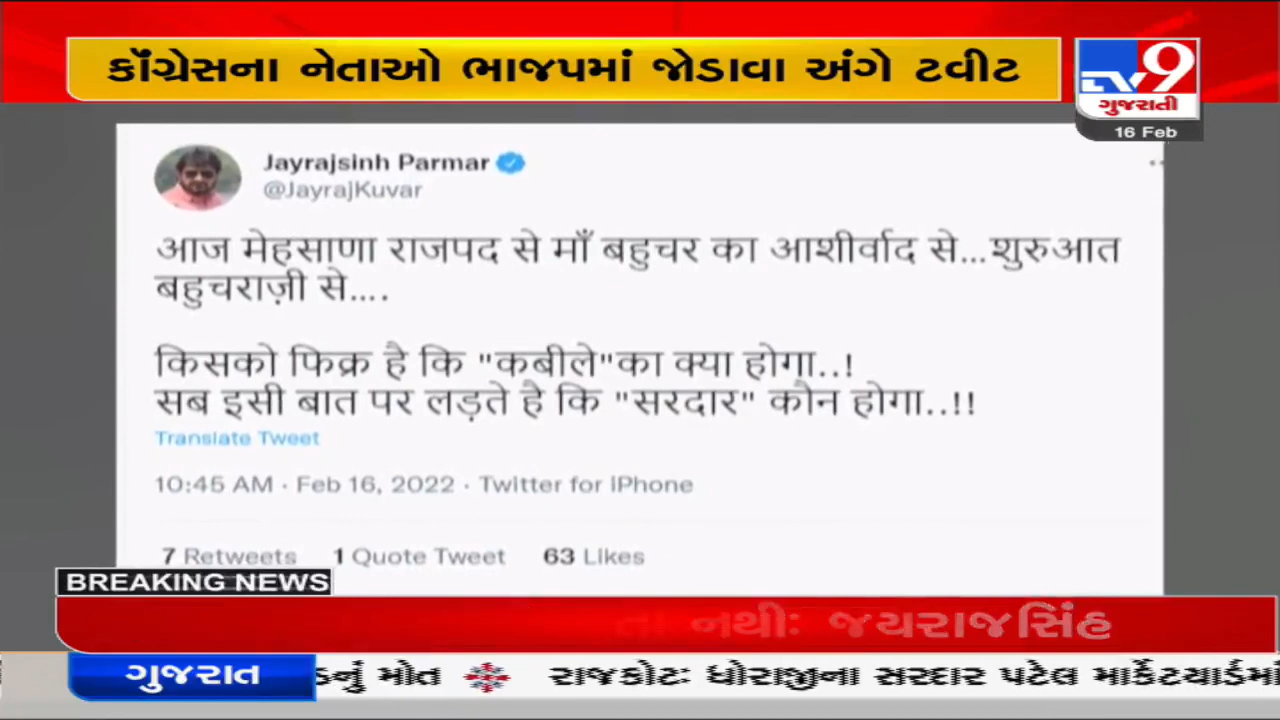 કોંગ્રેસના નેતાઓ ભાજપમાં જોડાવા અંગે ટવીટ
TV9
ગુજરાતી
16 Feb
Jayrajsinh Parmar
@JayrajKuvar
आज मेहसाणा राजपद से माँ बहुचर का आशीर्वाद से...शुरुआत
बहुचराज़ी से....
किसको फिक्र है कि "कबीले"का क्या होगा..!
सब इसी बात पर लड़ते है कि "सरदार" कौन होगा..!!
Translate Tweet
10:45 AM · Feb 16, 2022 · Twitter for iPhone
7 Retweets 1 Quote Tweet 63 Likes
BREAKING NEWS
નથીઃ જયરાજસિંહ
ગુજરાત
ડનું મોત
રાજકોટઃ ધોરાજીના સરદાર પટેલ માર્કેટયાર્ડમાં